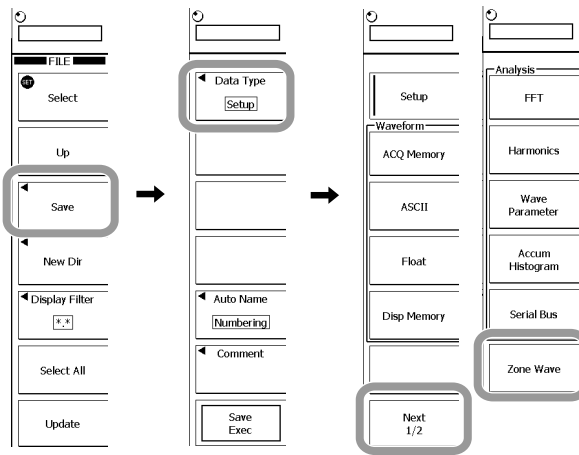 FILE
SET
Select
Up
Save
New Dir
Display Filter
*.*
Select All
Update
Data Type
Setup
Auto Name
Numbering
Comment
Save
Exec
Setup
Waveform
ACQ Memory
ASCII
Float
Disp Memory
Next
1/2
Analysis
FFT
Harmonics
Wave
Parameter
Accum
Histogram
Serial Bus
Zone Wave